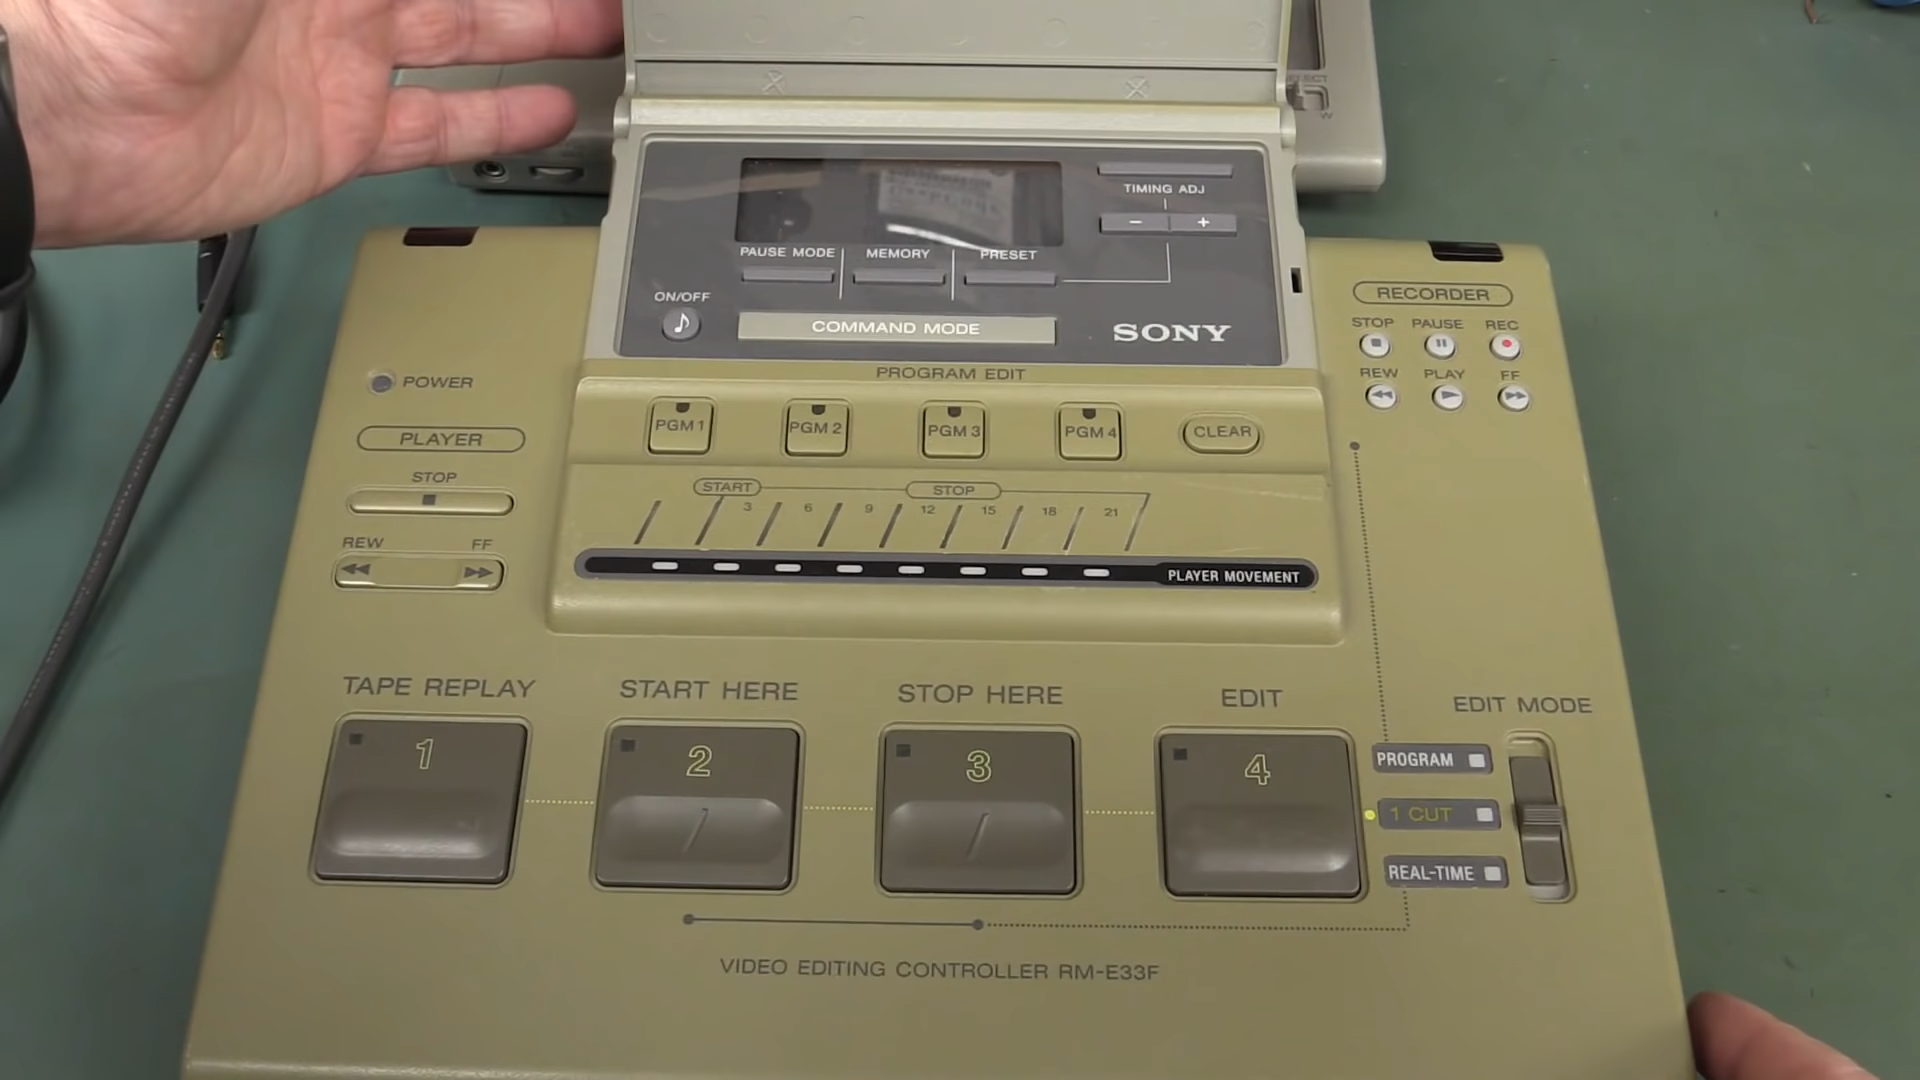 TIMING ADJ
- +
PAUSE MODE MEMORY PRESET
ON/OFF
COMMAND MODE
SONY
PROGRAM EDIT
POWER
PLAYER
STOP
REW FF
PGM 1 PGM 2 PGM 3 PGM 4 CLEAR
START STOP
3 6 9 12 15 18 21
PLAYER MOVEMENT
RECORDER
STOP PAUSE REC
REW PLAY FF
TAPE REPLAY START HERE STOP HERE EDIT
1 2 3 4
EDIT MODE
PROGRAM
1 CUT
REAL-TIME
VIDEO EDITING CONTROLLER RM-E33F